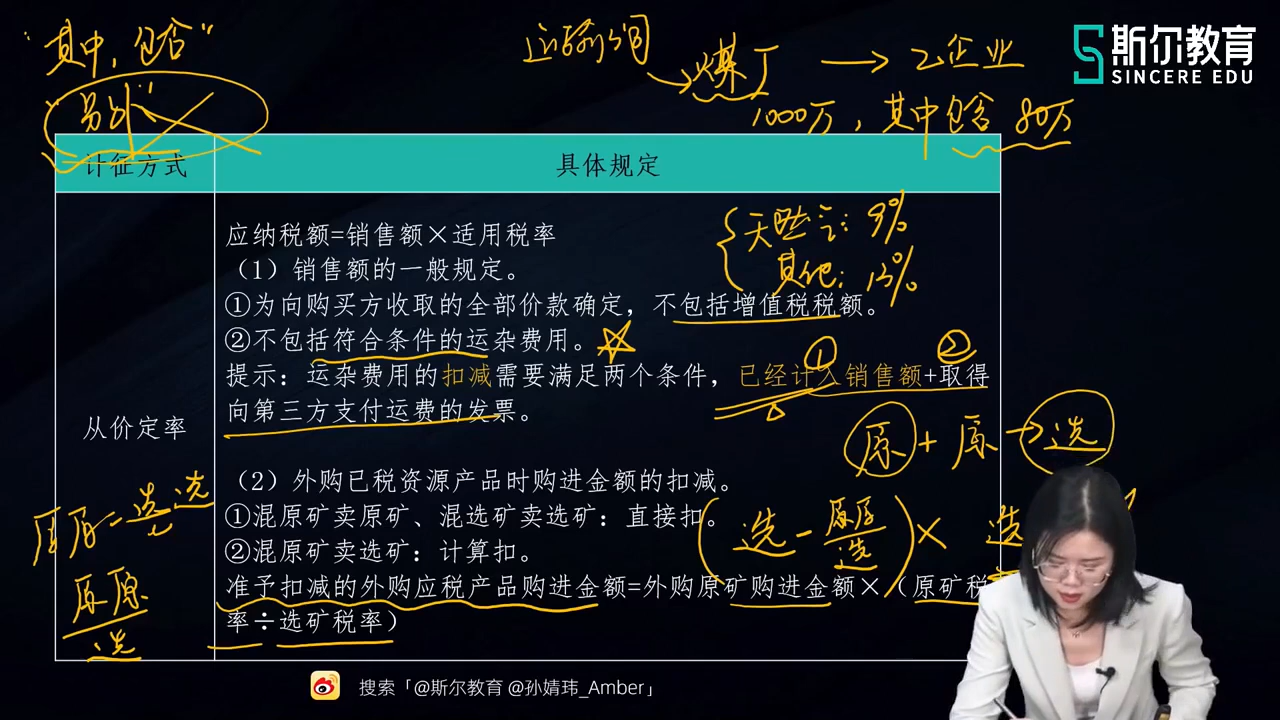 "其中，包含"
另外
运输公司
煤厂 → 乙企业
1000万，其中包含 80万
斯尔教育
SINCERE EDU
计征方式
具体规定
从价定率
应纳税额=销售额×适用税率
（1）销售额的一般规定。
①为向购买方收取的全部价款确定，不包括增值税税额。
②不包括符合条件的运杂费用。
提示：运杂费用的扣减需要满足两个条件，已经计入销售额+取得
向第三方支付运费的发票。
（2）外购已税资源产品时购进金额的扣减。
①混原矿卖原矿、混选矿卖选矿：直接扣。
②混原矿卖选矿：计算扣。
准予扣减的外购应税产品购进金额=外购原矿购进金额×（原矿税
率÷选矿税率）
天然气：9%
其他：13%
① ②
原 + 原 → 选
(选 - 原原/选) × 选
原原
选
搜索「@斯尔教育 @孙婧玮_Amber」